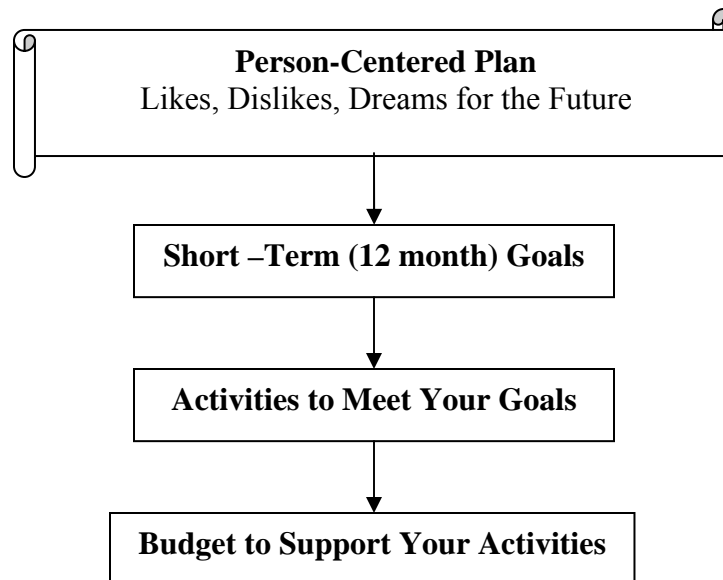 Person-Centered Plan
Likes, Dislikes, Dreams for the Future
Short –Term (12 month) Goals
Activities to Meet Your Goals
Budget to Support Your Activities